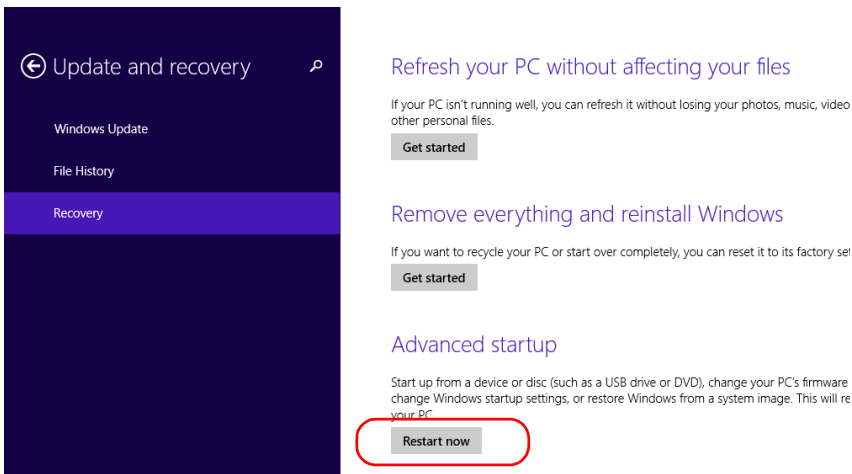 Update and recovery
Windows Update
File History
Recovery
Refresh your PC without affecting your files
If your PC isn't running well, you can refresh it without losing your photos, music, video
other personal files.
Get started
Remove everything and reinstall Windows
If you want to recycle your PC or start over completely, you can reset it to its factory set
Get started
Advanced startup
Start up from a device or disc (such as a USB drive or DVD), change your PC's firmware
change Windows startup settings, or restore Windows from a system image. This will re
your PC.
Restart now